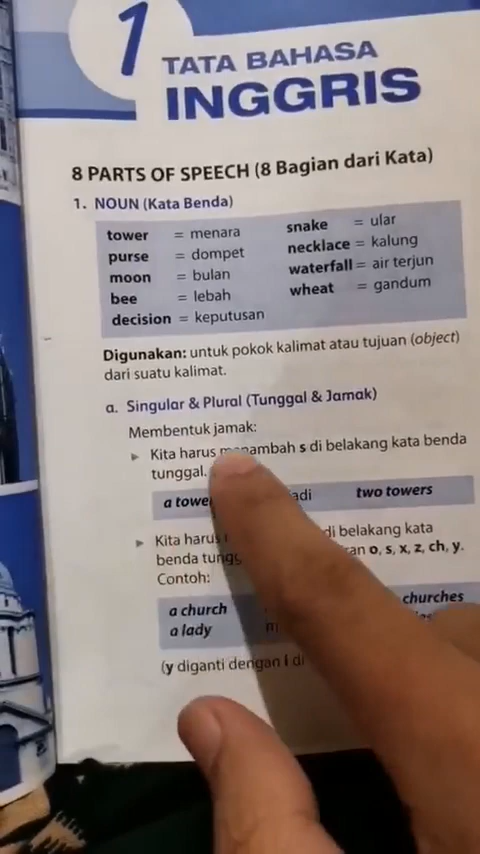 1
TATA BAHASA
INGGRIS
8 PARTS OF SPEECH (8 Bagian dari Kata)
1. NOUN (Kata Benda)
tower = menara
purse = dompet
moon = bulan
bee = lebah
decision = keputusan
snake = ular
necklace = kalung
waterfall = air terjun
wheat = gandum
Digunakan: untuk pokok kalimat atau tujuan (object)
dari suatu kalimat.
a. Singular & Plural (Tunggal & Jamak)
Membentuk jamak:
► Kita harus menambah s di belakang kata benda
tunggal.
a two towers
► Kita harus di belakang kata
benda o, s, x, z, ch, y.
Contoh:
a church churches
a lady
(y diganti dengan i